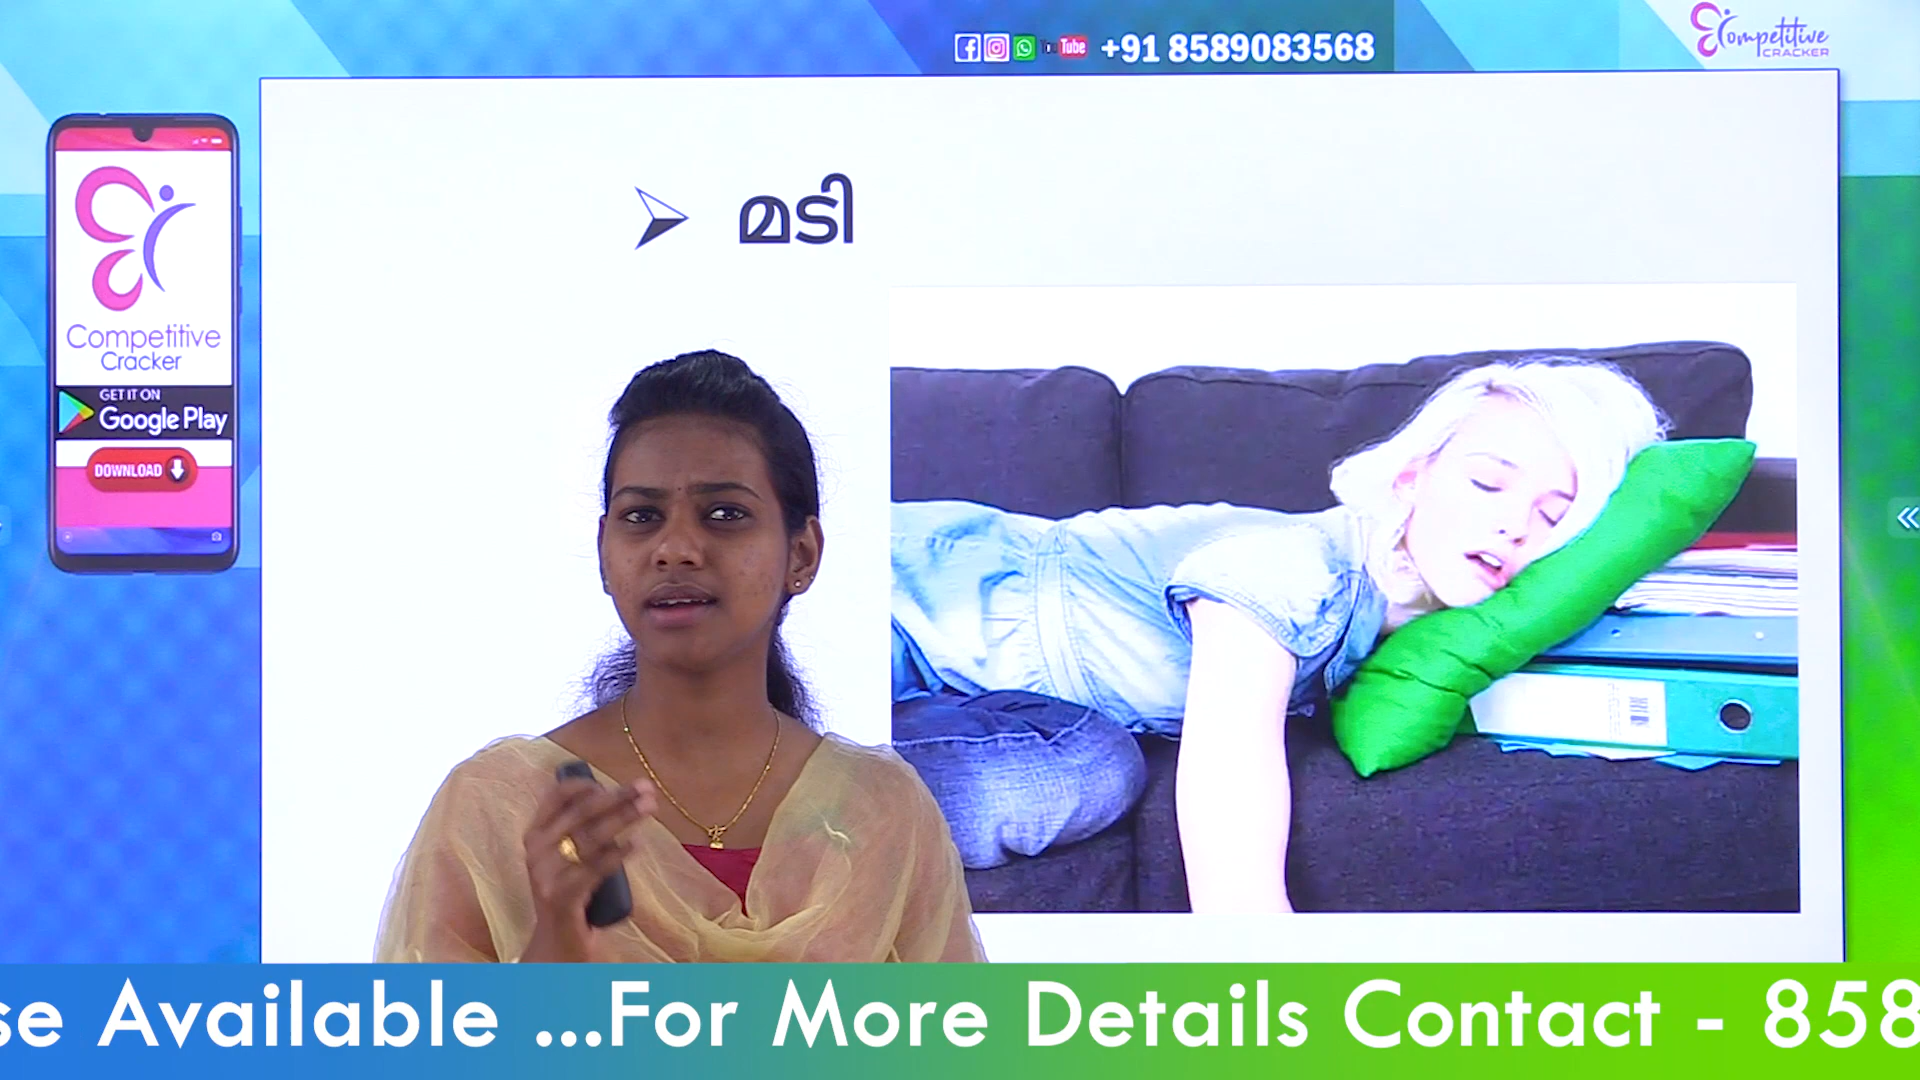 +91 8589083568
Competitive
CRACKER
മടി
Competitive
Cracker
GET IT ON
Google Play
DOWNLOAD
se Available ...For More Details Contact - 858